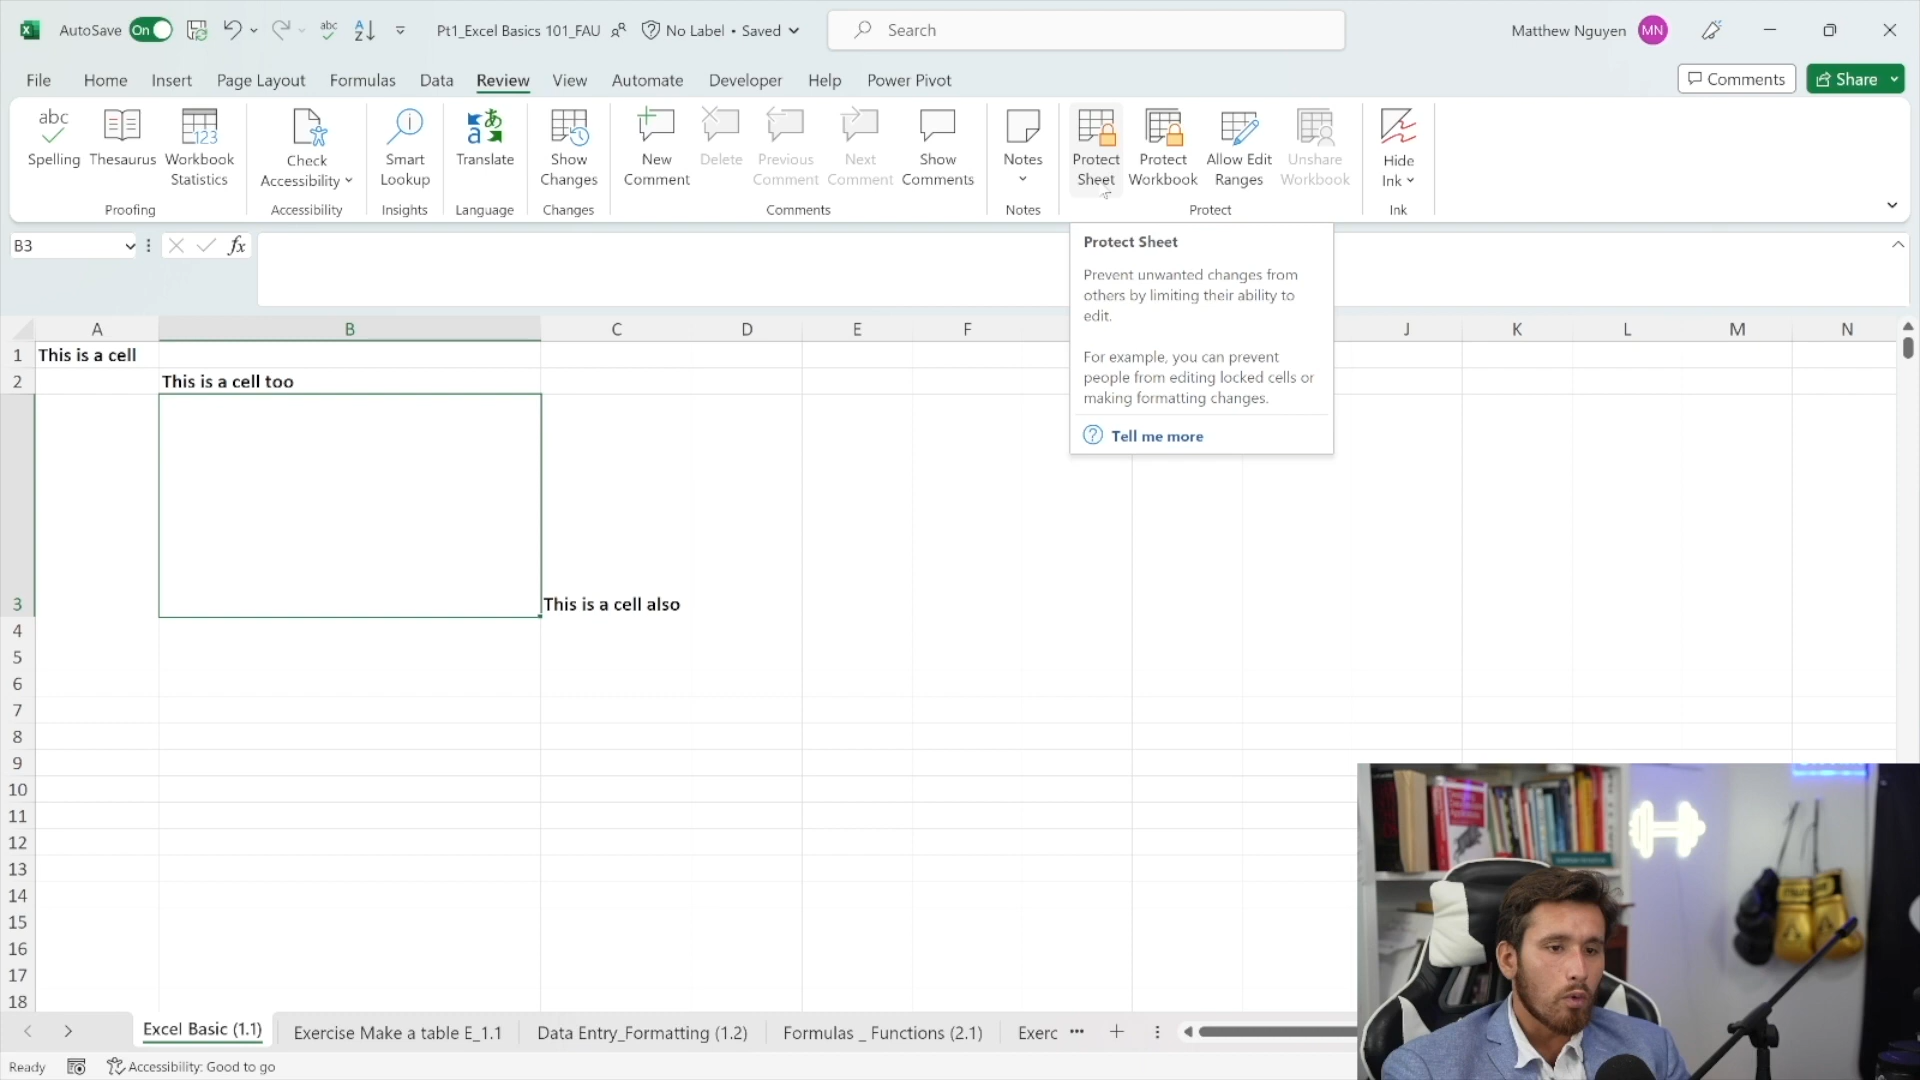 AutoSave On Pt1_Excel Basics 101_FAU No Label • Saved Search Matthew Nguyen MN
File Home Insert Page Layout Formulas Data Review View Automate Developer Help Power Pivot Comments Share
abc Spelling
Thesaurus
123 Workbook Statistics
Proofing
Check Accessibility
Accessibility
Smart Lookup
Insights
Translate
Language
Show Changes
Changes
New Comment
Delete
Previous Comment
Next Comment
Show Comments
Comments
Notes
Notes
Protect Sheet
Protect Workbook
Allow Edit Ranges
Unshare Workbook
Protect
Hide Ink
Ink
B3 fx
Protect Sheet
Prevent unwanted changes from
others by limiting their ability to
edit.
For example, you can prevent
people from editing locked cells or
making formatting changes.
Tell me more
A B C D E F J K L M N
1 This is a cell
2 This is a cell too
3 This is a cell also
4
5
6
7
8
9
10
11
12
13
14
15
16
17
18
Excel Basic (1.1) Exercise Make a table E_1.1 Data Entry_Formatting (1.2) Formulas _ Functions (2.1) Exerc ...
Ready Accessibility: Good to go